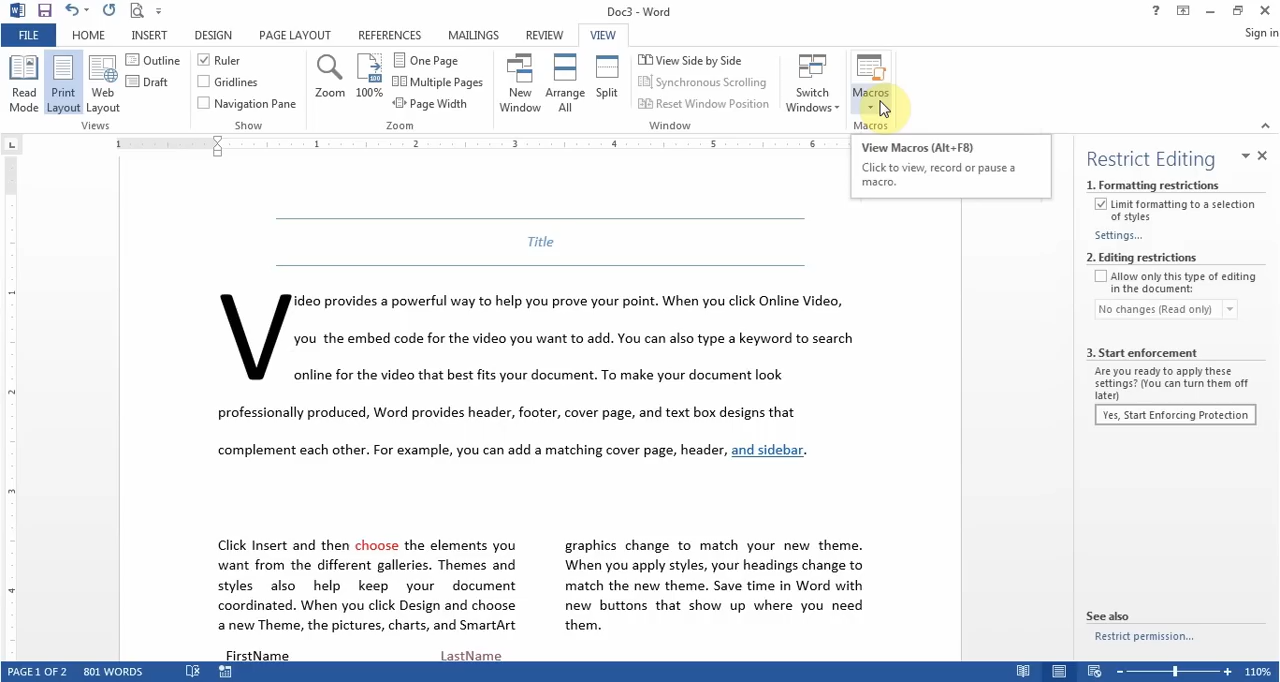 Doc3 - Word
?
Sign in
FILE HOME INSERT DESIGN PAGE LAYOUT REFERENCES MAILINGS REVIEW VIEW
Read Mode
Print Layout
Web Layout
Outline
Draft
Views
Ruler
Gridlines
Navigation Pane
Show
Zoom
100
100%
One Page
Multiple Pages
Page Width
Zoom
New Window
Arrange All
Split
View Side by Side
Synchronous Scrolling
Reset Window Position
Window
Switch Windows
Macros
Macros
View Macros (Alt+F8)
Click to view, record or pause a
macro.
1 1 2 3 4 5 6
1
2
3
4
Title
Video provides a powerful way to help you prove your point. When you click Online Video,
you  the embed code for the video you want to add. You can also type a keyword to search
online for the video that best fits your document. To make your document look
professionally produced, Word provides header, footer, cover page, and text box designs that
complement each other. For example, you can add a matching cover page, header, and sidebar.
Click Insert and then choose the elements you
want from the different galleries. Themes and
styles also help keep your document
coordinated. When you click Design and choose
a new Theme, the pictures, charts, and SmartArt
graphics change to match your new theme.
When you apply styles, your headings change to
match the new theme. Save time in Word with
new buttons that show up where you need
them.
FirstName LastName
Restrict Editing
1. Formatting restrictions
Limit formatting to a selection
of styles
Settings...
2. Editing restrictions
Allow only this type of editing
in the document:
No changes (Read only)
3. Start enforcement
Are you ready to apply these
settings? (You can turn them off
later)
Yes, Start Enforcing Protection
See also
Restrict permission...
PAGE 1 OF 2 801 WORDS
110%